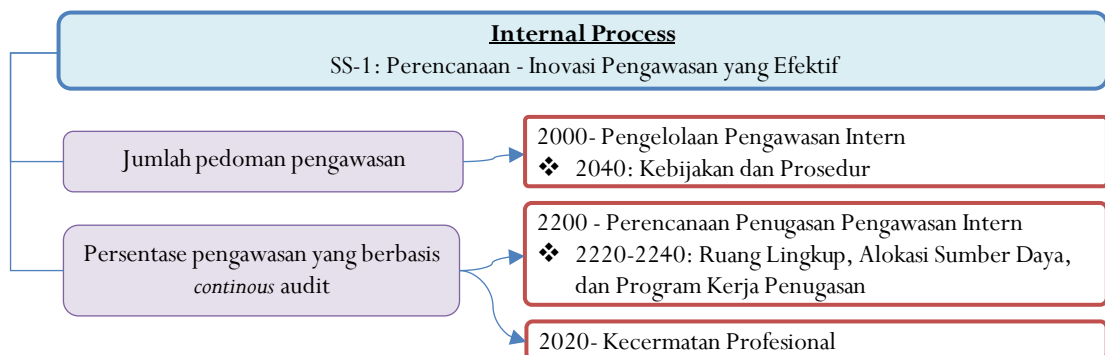 Internal Process
SS-1: Perencanaan - Inovasi Pengawasan yang Efektif
Jumlah pedoman pengawasan
2000- Pengelolaan Pengawasan Intern
❖ 2040: Kebijakan dan Prosedur
Persentase pengawasan yang berbasis
continous audit
2200 - Perencanaan Penugasan Pengawasan Intern
❖ 2220-2240: Ruang Lingkup, Alokasi Sumber Daya,
dan Program Kerja Penugasan
2020- Kecermatan Profesional